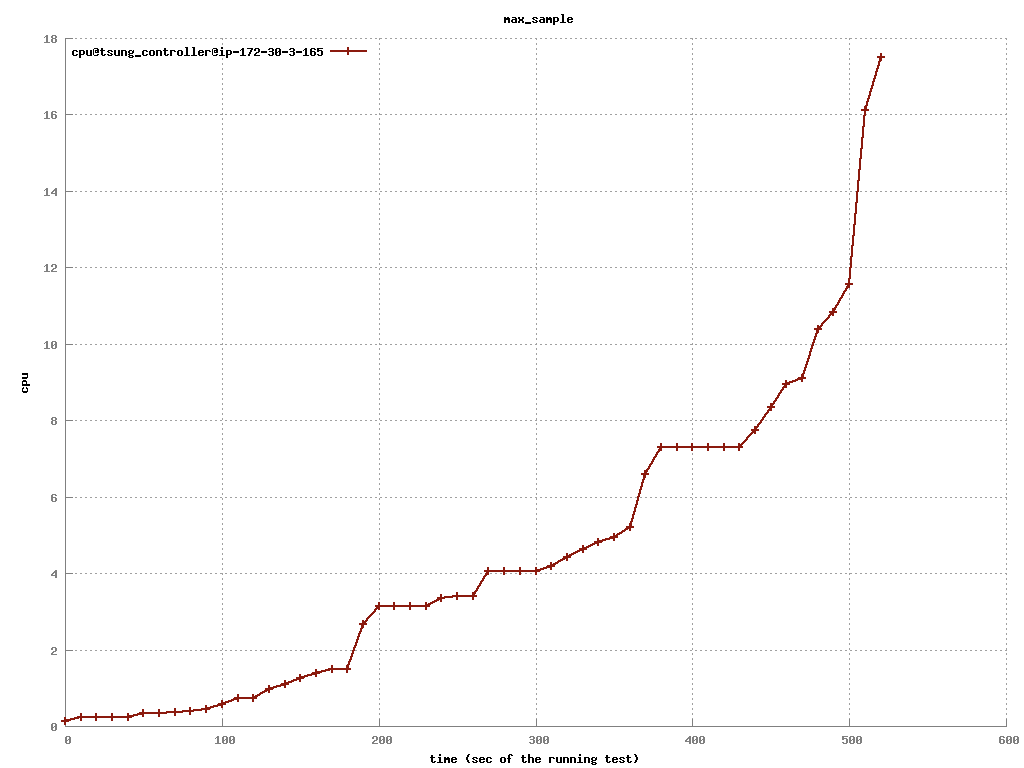 max_sample
cpu@tsung_controller@ip-172-30-3-165
18
16
14
12
10
8
6
4
2
0
cpu
0 100 200 300 400 500 600
time (sec of the running test)